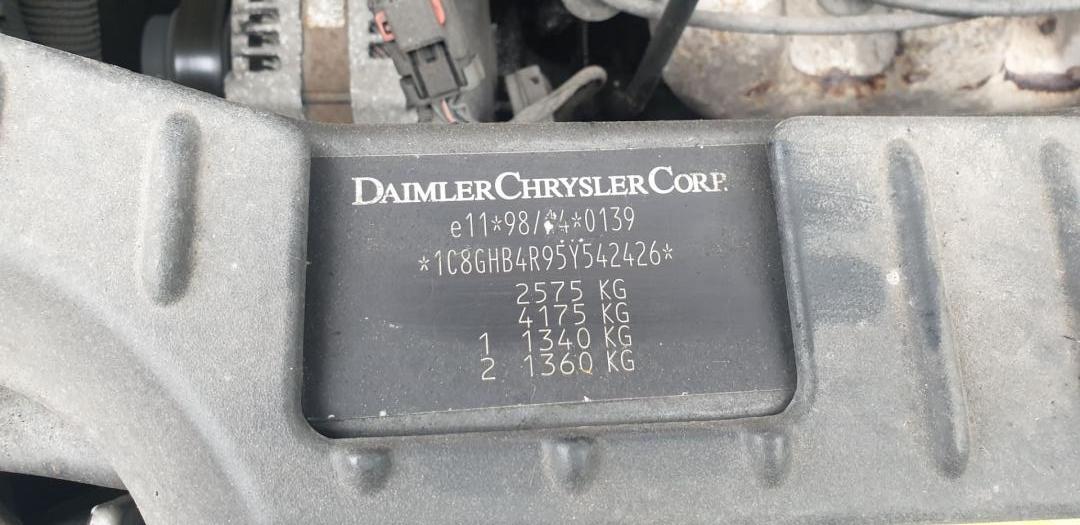 DAIMLERCHRYSLER CORP.
e11*98/14*0139
*1C8GHB4R95Y542426*
2575 KG
4175 KG
1 1340 KG
2 1360 KG